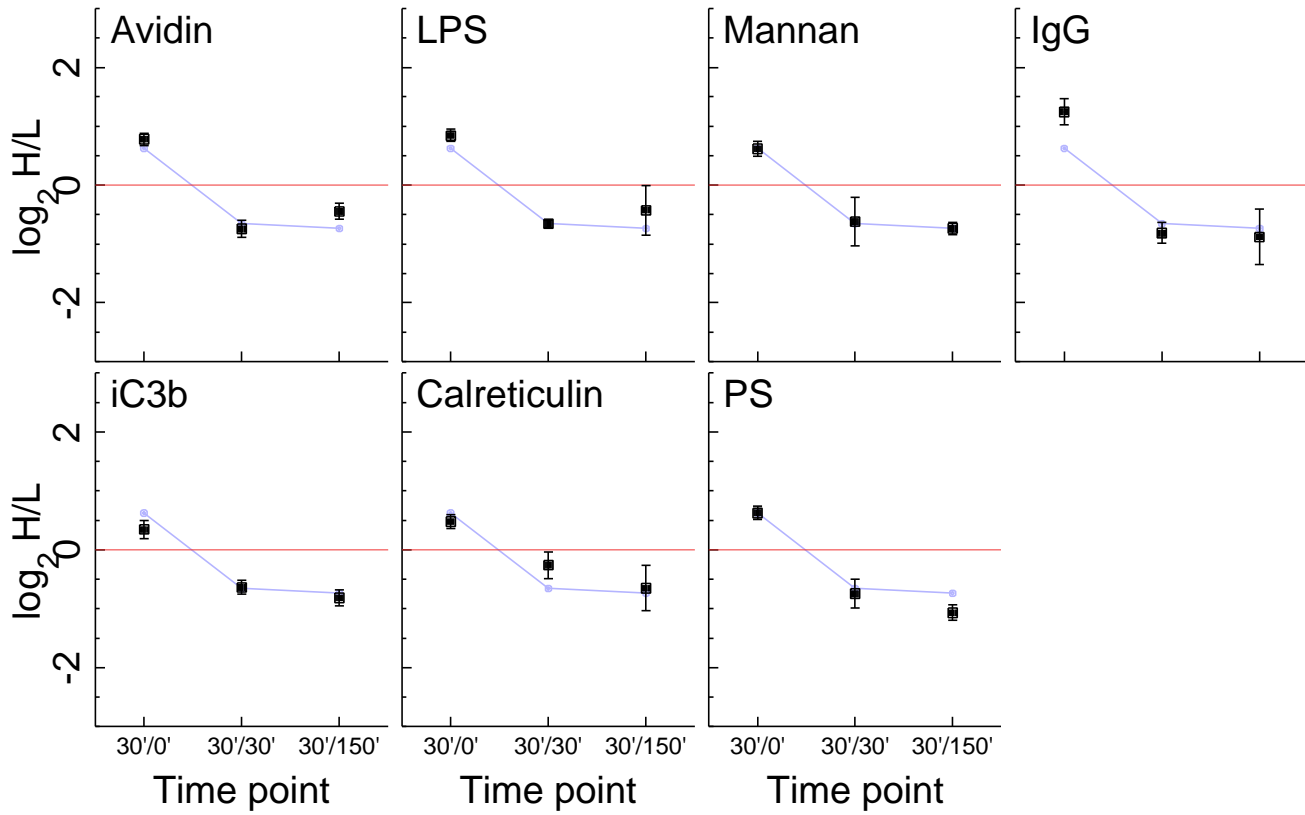 Avidin LPS Mannan IgG
2
0
-2
log2 H/L
iC3b Calreticulin PS
2
0
-2
log2 H/L
30'/0' 30'/30' 30'/150' 30'/0' 30'/30' 30'/150' 30'/0' 30'/30' 30'/150'
Time point Time point Time point